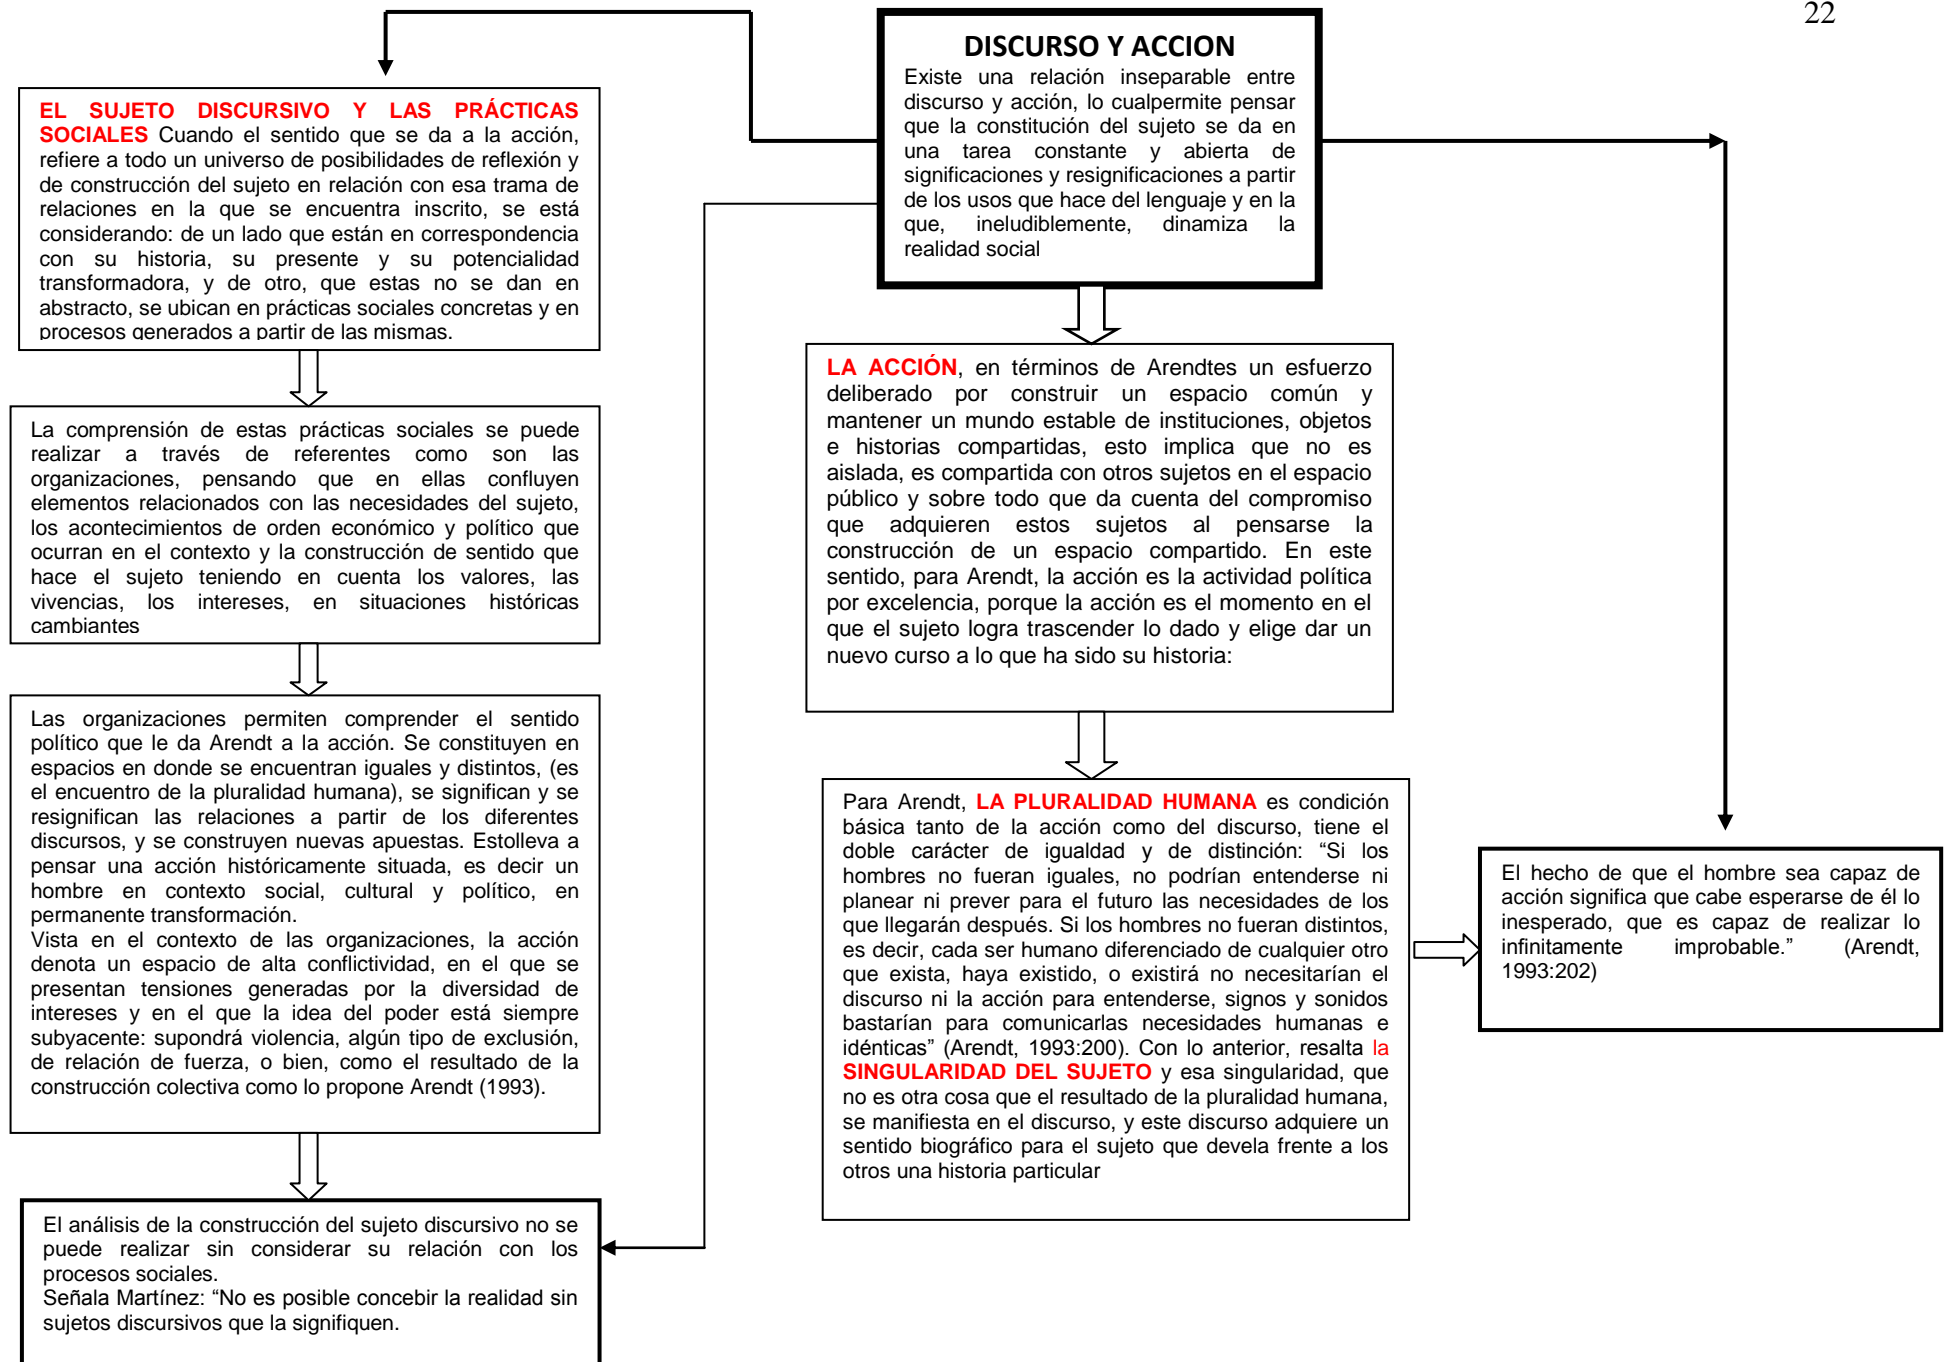 22
DISCURSO Y ACCION
Existe una relación inseparable entre
discurso y acción, lo cualpermite pensar
que la constitución del sujeto se da en
una tarea constante y abierta de
significaciones y resignificaciones a partir
de los usos que hace del lenguaje y en la
que, ineludiblemente, dinamiza la
realidad social
EL SUJETO DISCURSIVO Y LAS PRÁCTICAS
SOCIALES Cuando el sentido que se da a la acción,
refiere a todo un universo de posibilidades de reflexión y
de construcción del sujeto en relación con esa trama de
relaciones en la que se encuentra inscrito, se está
considerando: de un lado que están en correspondencia
con su historia, su presente y su potencialidad
transformadora, y de otro, que estas no se dan en
abstracto, se ubican en prácticas sociales concretas y en
procesos generados a partir de las mismas.
La comprensión de estas prácticas sociales se puede
realizar a través de referentes como son las
organizaciones, pensando que en ellas confluyen
elementos relacionados con las necesidades del sujeto,
los acontecimientos de orden económico y político que
ocurran en el contexto y la construcción de sentido que
hace el sujeto teniendo en cuenta los valores, las
vivencias, los intereses, en situaciones históricas
cambiantes
Las organizaciones permiten comprender el sentido
político que le da Arendt a la acción. Se constituyen en
espacios en donde se encuentran iguales y distintos, (es
el encuentro de la pluralidad humana), se significan y se
resignifican las relaciones a partir de los diferentes
discursos, y se construyen nuevas apuestas. Estolleva a
pensar una acción históricamente situada, es decir un
hombre en contexto social, cultural y político, en
permanente transformación.
Vista en el contexto de las organizaciones, la acción
denota un espacio de alta conflictividad, en el que se
presentan tensiones generadas por la diversidad de
intereses y en el que la idea del poder está siempre
subyacente: supondrá violencia, algún tipo de exclusión,
de relación de fuerza, o bien, como el resultado de la
construcción colectiva como lo propone Arendt (1993).
El análisis de la construcción del sujeto discursivo no se
puede realizar sin considerar su relación con los
procesos sociales.
Señala Martínez: “No es posible concebir la realidad sin
sujetos discursivos que la signifiquen.
LA ACCIÓN, en términos de Arendtes un esfuerzo
deliberado por construir un espacio común y
mantener un mundo estable de instituciones, objetos
e historias compartidas, esto implica que no es
aislada, es compartida con otros sujetos en el espacio
público y sobre todo que da cuenta del compromiso
que adquieren estos sujetos al pensarse la
construcción de un espacio compartido. En este
sentido, para Arendt, la acción es la actividad política
por excelencia, porque la acción es el momento en el
que el sujeto logra trascender lo dado y elige dar un
nuevo curso a lo que ha sido su historia:
Para Arendt, LA PLURALIDAD HUMANA es condición
básica tanto de la acción como del discurso, tiene el
doble carácter de igualdad y de distinción: “Si los
hombres no fueran iguales, no podrían entenderse ni
planear ni prever para el futuro las necesidades de los
que llegarán después. Si los hombres no fueran distintos,
es decir, cada ser humano diferenciado de cualquier otro
que exista, haya existido, o existirá no necesitarían el
discurso ni la acción para entenderse, signos y sonidos
bastarían para comunicarlas necesidades humanas e
idénticas” (Arendt, 1993:200). Con lo anterior, resalta la
SINGULARIDAD DEL SUJETO y esa singularidad, que
no es otra cosa que el resultado de la pluralidad humana,
se manifiesta en el discurso, y este discurso adquiere un
sentido biográfico para el sujeto que devela frente a los
otros una historia particular
El hecho de que el hombre sea capaz de
acción significa que cabe esperarse de él lo
inesperado, que es capaz de realizar lo
infinitamente improbable.” (Arendt,
1993:202)